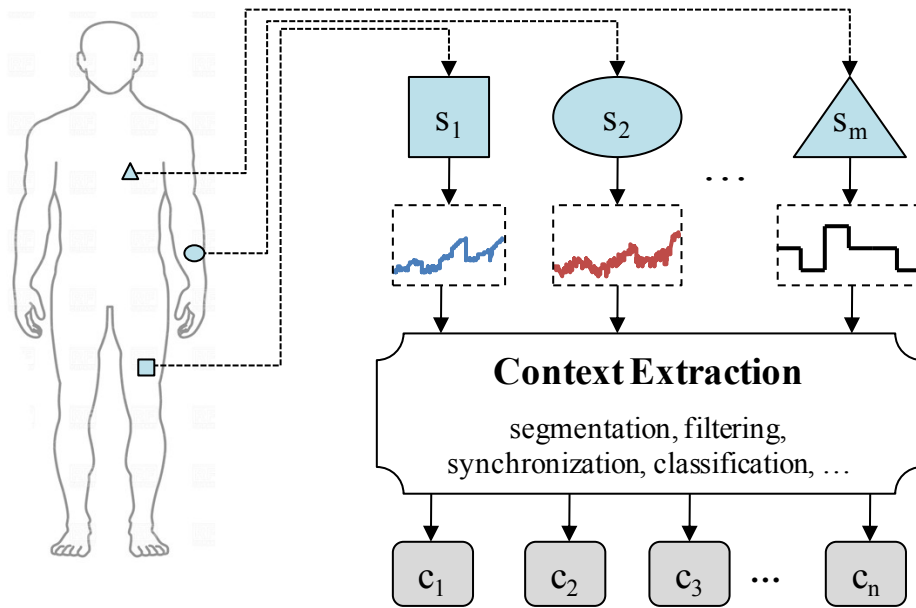 s₁ s₂ sₘ
...
Context Extraction
segmentation, filtering,
synchronization, classification, ...
c₁ c₂ c₃ ... cₙ